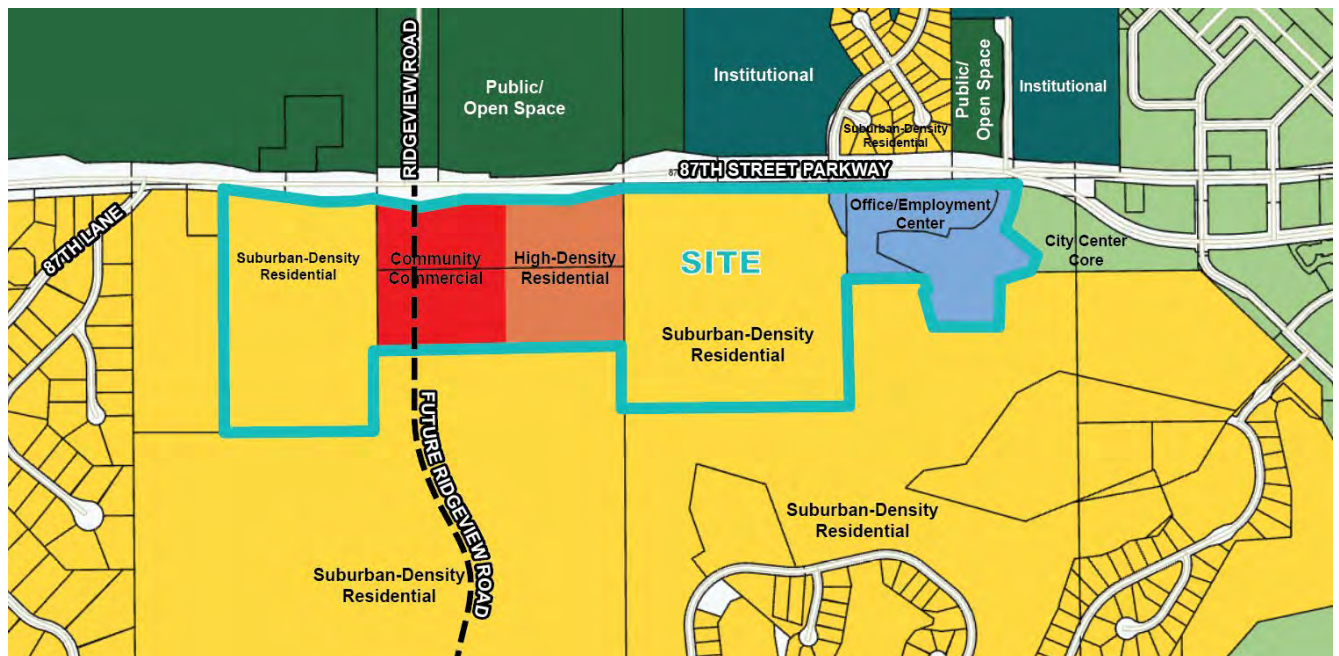 RIDGEVIEW ROAD
Public/
Open Space
Institutional
Suburban-Density
Residential
Public/
Open Space
Institutional
87TH STREET PARKWAY
87TH LANE
Suburban-Density
Residential
Community
Commercial
High-Density
Residential
SITE
Suburban-Density
Residential
Office/Employment
Center
City Center
Core
FUTURE RIDGEVIEW ROAD
Suburban-Density
Residential
Suburban-Density
Residential